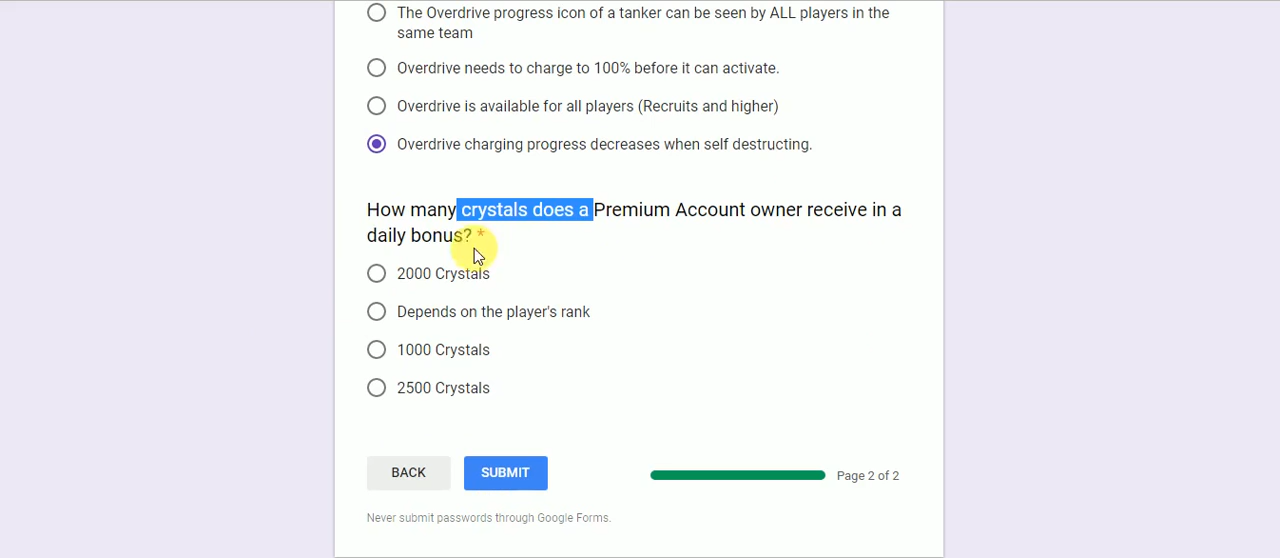 The Overdrive progress icon of a tanker can be seen by ALL players in the
same team
Overdrive needs to charge to 100% before it can activate.
Overdrive is available for all players (Recruits and higher)
Overdrive charging progress decreases when self destructing.
How many crystals does a Premium Account owner receive in a
daily bonus? *
2000 Crystals
Depends on the player's rank
1000 Crystals
2500 Crystals
BACK
SUBMIT
Page 2 of 2
Never submit passwords through Google Forms.